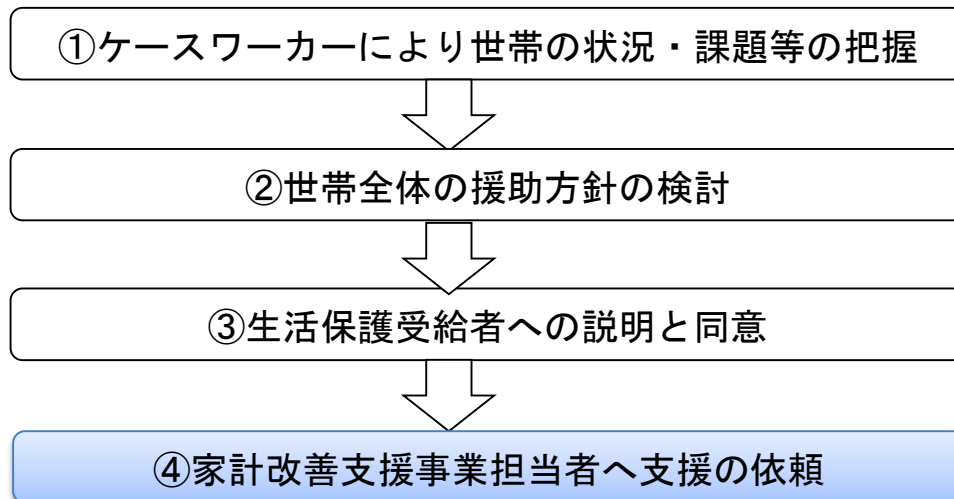 ①ケースワーカーにより世帯の状況・課題等の把握
②世帯全体の援助方針の検討
③生活保護受給者への説明と同意
④家計改善支援事業担当者へ支援の依頼